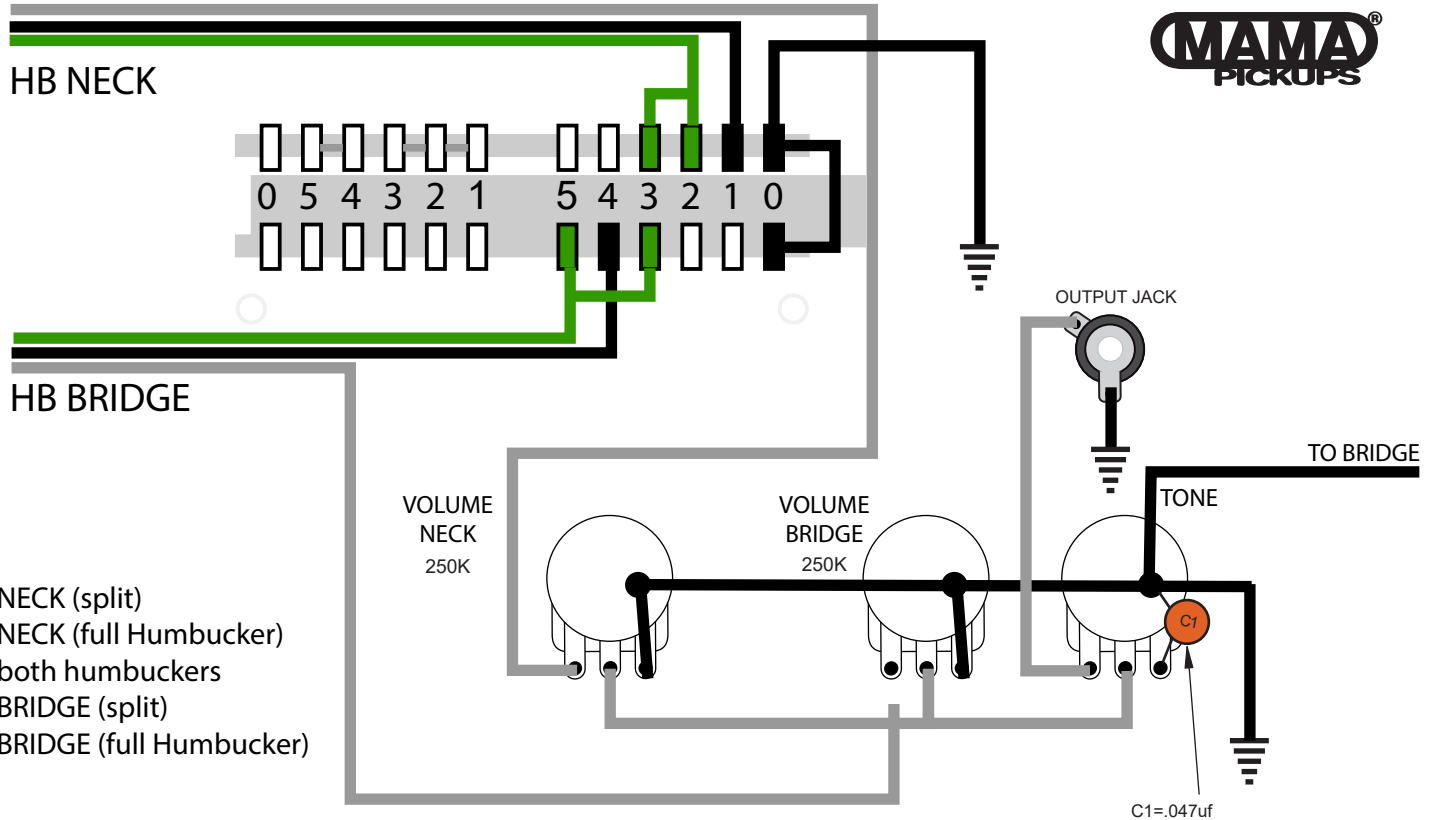 MAMA®
PICKUPS
HB NECK
0 5 4 3 2 1 5 4 3 2 1 0
HB BRIDGE
OUTPUT JACK
TO BRIDGE
VOLUME
NECK
250K
VOLUME
BRIDGE
250K
TONE
C1
NECK (split)
NECK (full Humbucker)
both humbuckers
BRIDGE (split)
BRIDGE (full Humbucker)
C1=.047uf